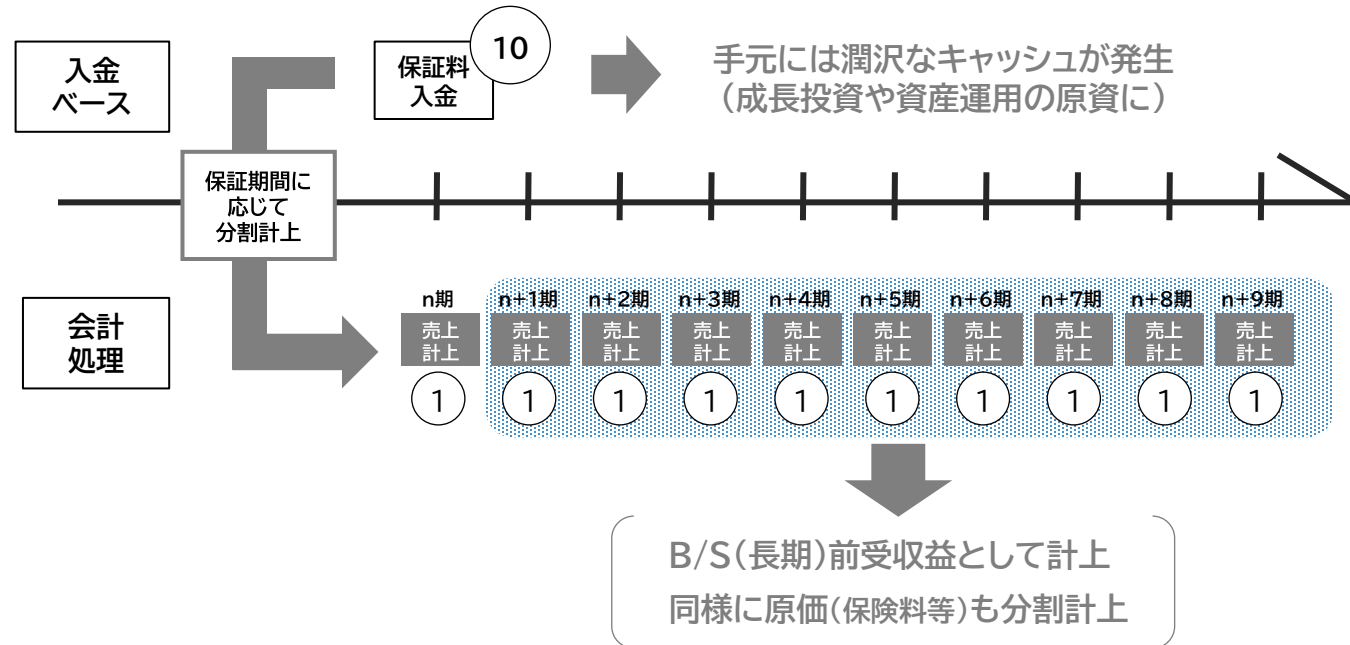 入金
ベース
保証料
入金
10
手元には潤沢なキャッシュが発生
（成長投資や資産運用の原資に）
保証期間に
応じて
分割計上
会計
処理
n期 n+1期 n+2期 n+3期 n+4期 n+5期 n+6期 n+7期 n+8期 n+9期
売上 売上 売上 売上 売上 売上 売上 売上 売上 売上
計上 計上 計上 計上 計上 計上 計上 計上 計上 計上
1 1 1 1 1 1 1 1 1 1
B/S(長期)前受収益として計上
同様に原価(保険料等)も分割計上